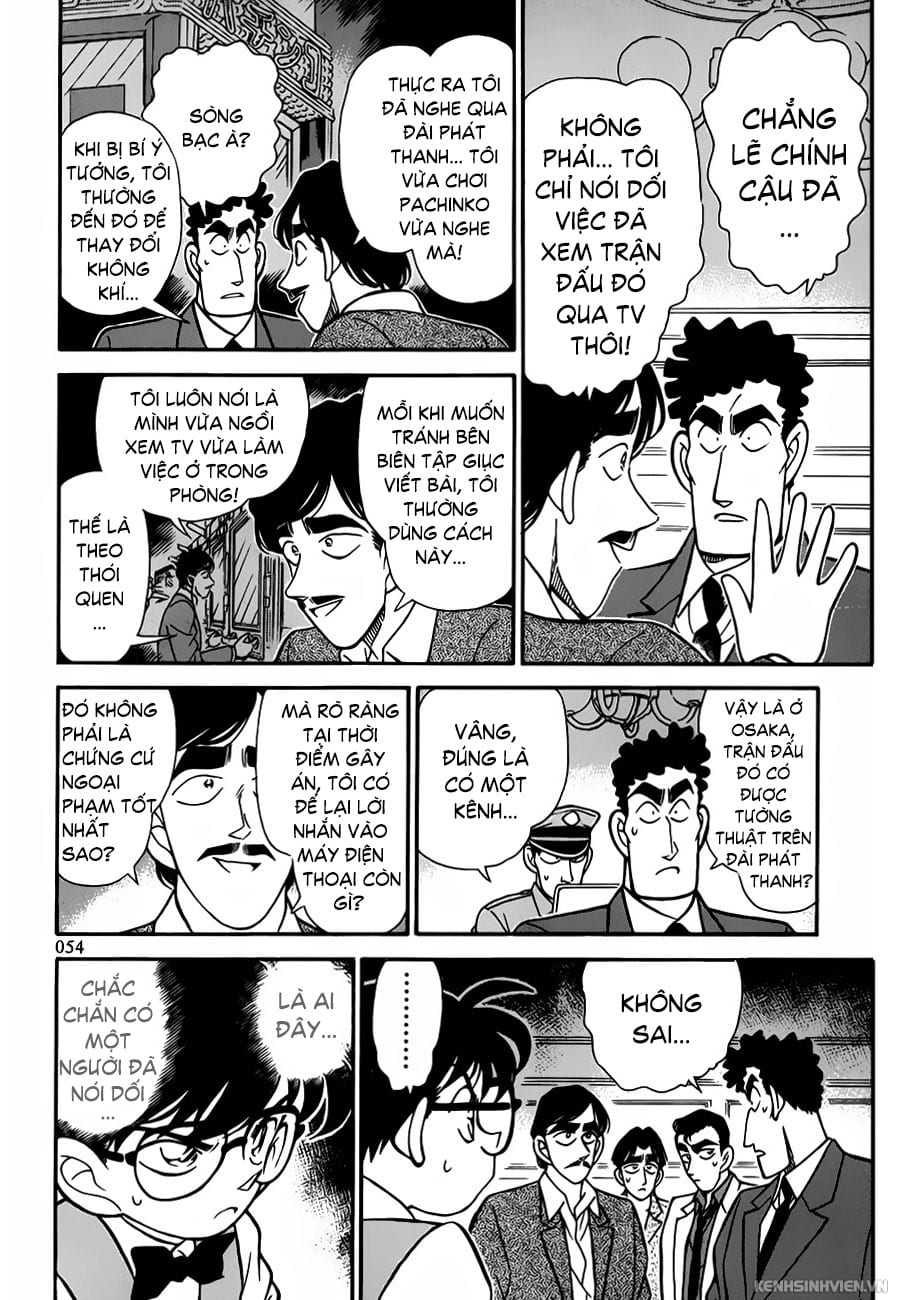 CHẲNG
LẼ CHÍNH
CẬU ĐÃ
...
KHÔNG
PHẢI... TÔI
CHỈ NÓI DỐI
VIỆC ĐÃ
XEM TRẬN
ĐẤU ĐÓ
QUA TV
THÔI!
THỰC RA TÔI
ĐÃ NGHE QUA
ĐÀI PHÁT
THANH... TÔI
VỪA CHƠI
PACHINKO
VỪA NGHE
MÀ!
SÒNG
BẠC À?
KHI BỊ BÍ Ý
TƯỞNG, TÔI
THƯỜNG
ĐẾN ĐÓ ĐỂ
THAY ĐỔI
KHÔNG
KHÍ...
MỖI KHI MUỐN
TRÁNH BÊN
BIÊN TẬP GIỤC
VIẾT BÀI, TÔI
THƯỜNG
DÙNG CÁCH
NÀY...
TÔI LUÔN NÓI LÀ
MÌNH VỪA NGỒI
XEM TV VỪA LÀM
VIỆC Ở TRONG
PHÒNG!
THẾ LÀ
THEO
THÓI
QUEN
...
VẬY LÀ Ở
OSAKA,
TRẬN ĐẤU
ĐÓ CÓ
ĐƯỢC
TƯỜNG
THUẬT TRÊN
ĐÀI PHÁT
THANH?
VÂNG,
ĐÚNG LÀ
CÓ MỘT
KÊNH...
MÀ RÕ RÀNG
TẠI THỜI
ĐIỂM GÂY
ÁN, TÔI CÓ
ĐỂ LẠI LỜI
NHẮN VÀO
MÁY ĐIỆN
THOẠI CÒN
GÌ?
ĐÓ KHÔNG
PHẢI LÀ
CHỨNG CỨ
NGOẠI
PHẠM TỐT
NHẤT
SAO?
054
KHÔNG
SAI...
.........
LÀ AI
ĐÂY...
CHẮC
CHẮN CÓ
MỘT
NGƯỜI ĐÃ
NÓI DỐI
...
KENHSINHVIEN.VN